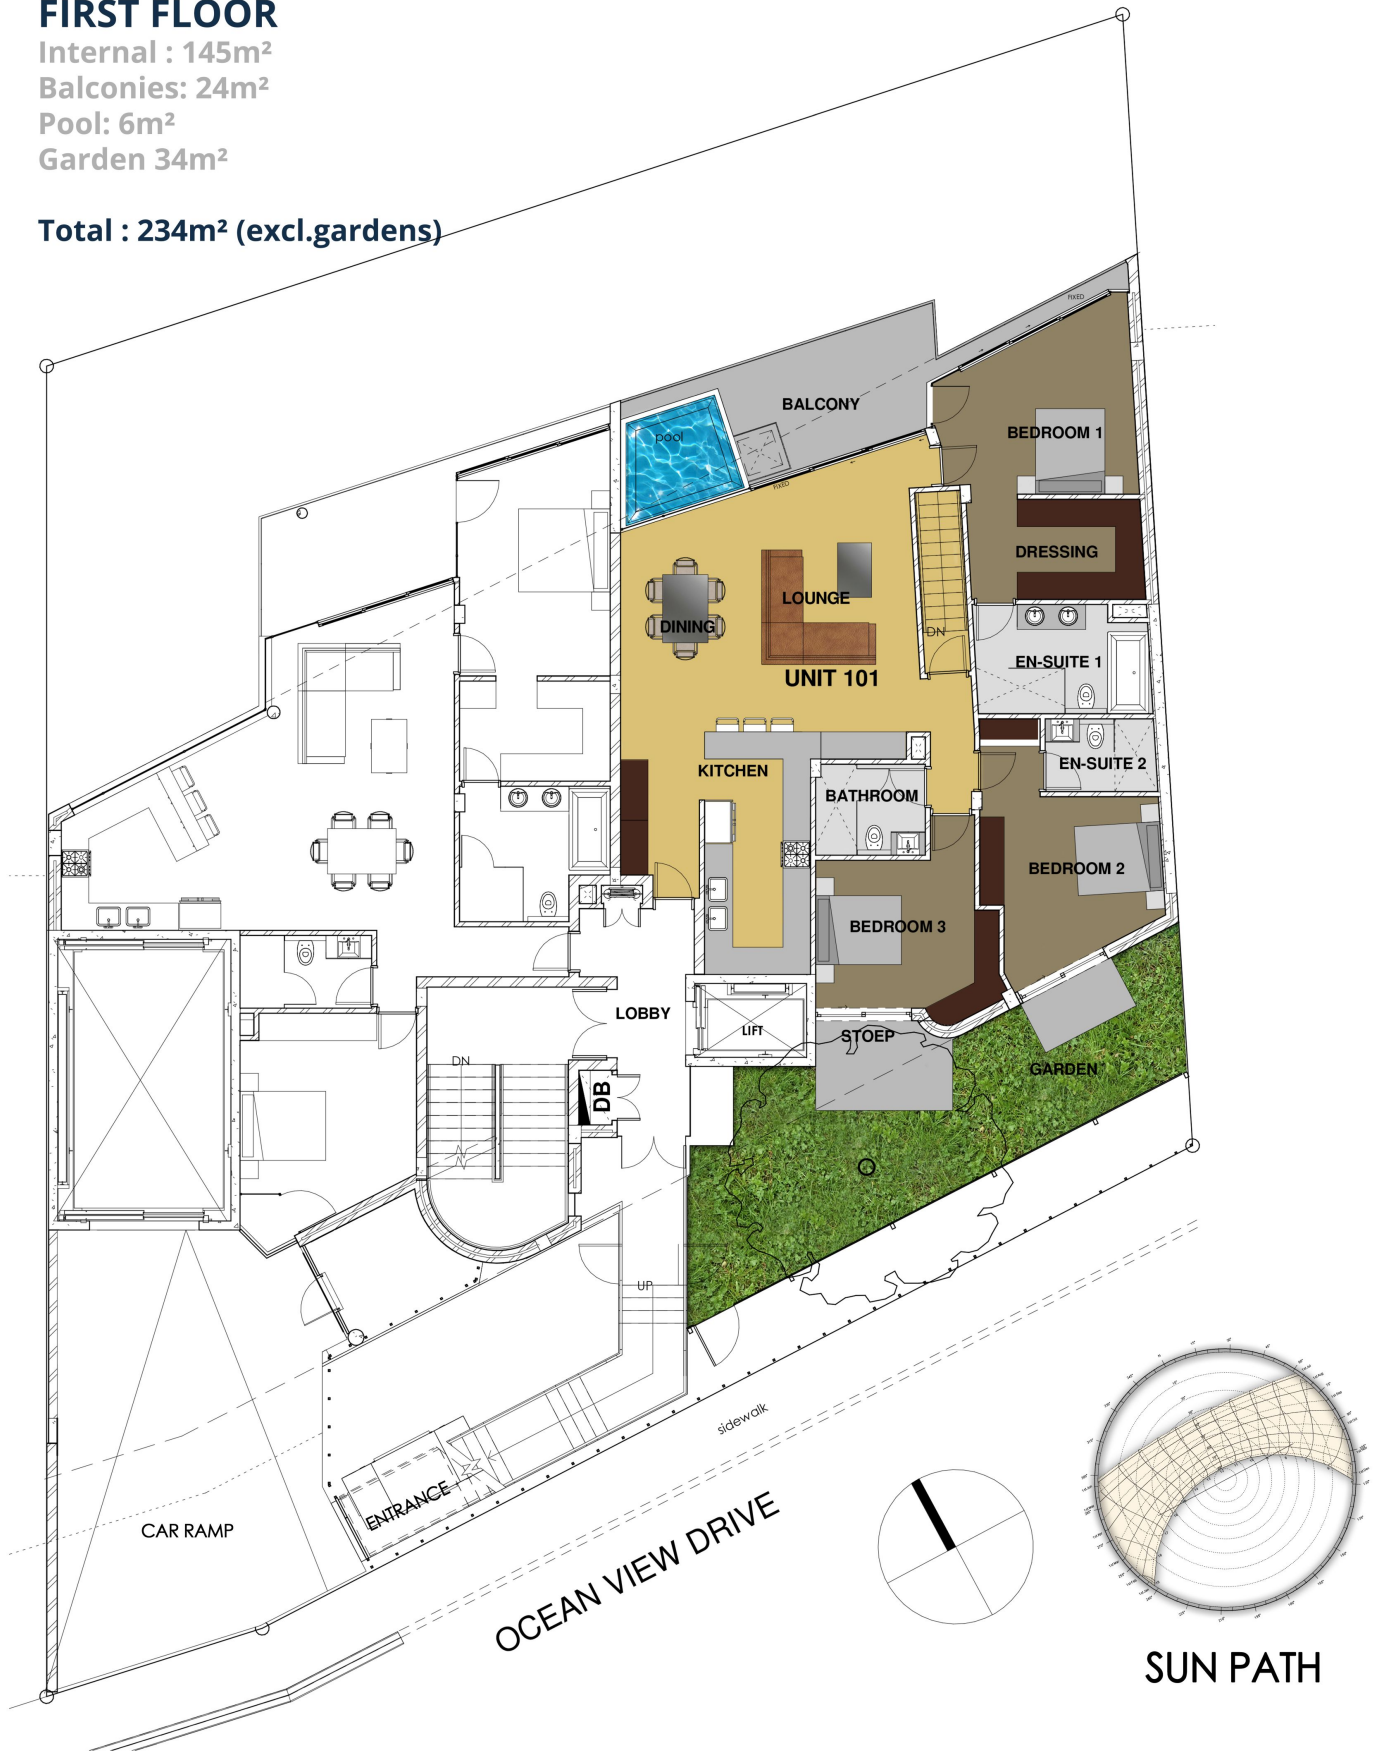 FIRST FLOOR
Internal : 145m²
Balconies: 24m²
Pool: 6m²
Garden 34m²
Total : 234m² (excl.gardens)
FIXED
BALCONY
pool
BEDROOM 1
FIXED
DRESSING
LOUNGE
DINING
DN
EN-SUITE 1
UNIT 101
KITCHEN
EN-SUITE 2
BATHROOM
BEDROOM 2
BEDROOM 3
LOBBY
LIFT
STOEP
DN
GARDEN
DB
UP
sidewalk
ENTRANCE
CAR RAMP
OCEAN VIEW DRIVE
SUN PATH